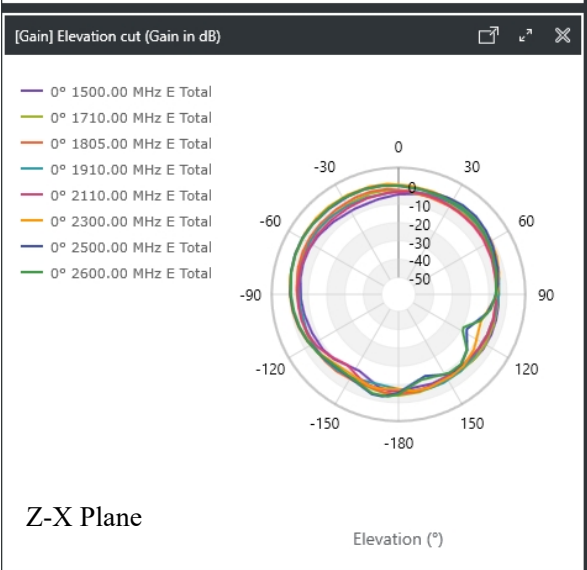 [Gain] Elevation cut (Gain in dB)
0° 1500.00 MHz E Total
0° 1710.00 MHz E Total
0° 1805.00 MHz E Total
0° 1910.00 MHz E Total
0° 2110.00 MHz E Total
0° 2300.00 MHz E Total
0° 2500.00 MHz E Total
0° 2600.00 MHz E Total
0
-30
30
-60
60
-90
90
-120
120
-150
150
-180
0
-10
-20
-30
-40
-50
Z-X Plane
Elevation (°)